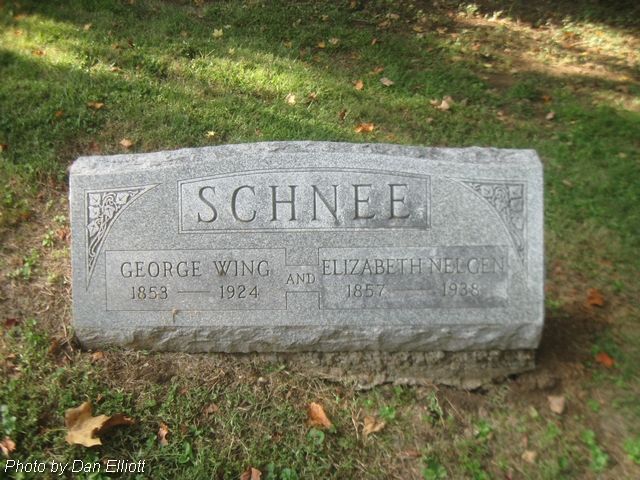 SCHNEE
GEORGE WING
1853 — 1924
AND
ELIZABETH NELGEN
1857 — 1938
Photo by Dan Elliott